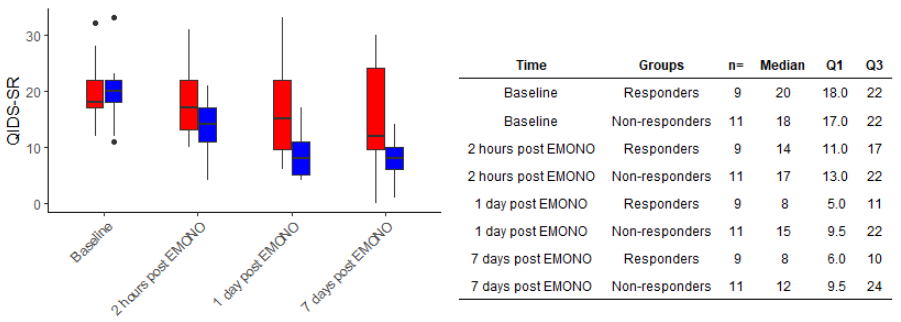 QIDS-SR
30
20
10
0
Baseline
2 hours post EMONO
1 day post EMONO
7 days post EMONO
Time Groups n= Median Q1 Q3
Baseline Responders 9 20 18.0 22
Baseline Non-responders 11 18 17.0 22
2 hours post EMONO Responders 9 14 11.0 17
2 hours post EMONO Non-responders 11 17 13.0 22
1 day post EMONO Responders 9 8 5.0 11
1 day post EMONO Non-responders 11 15 9.5 22
7 days post EMONO Responders 9 8 6.0 10
7 days post EMONO Non-responders 11 12 9.5 24